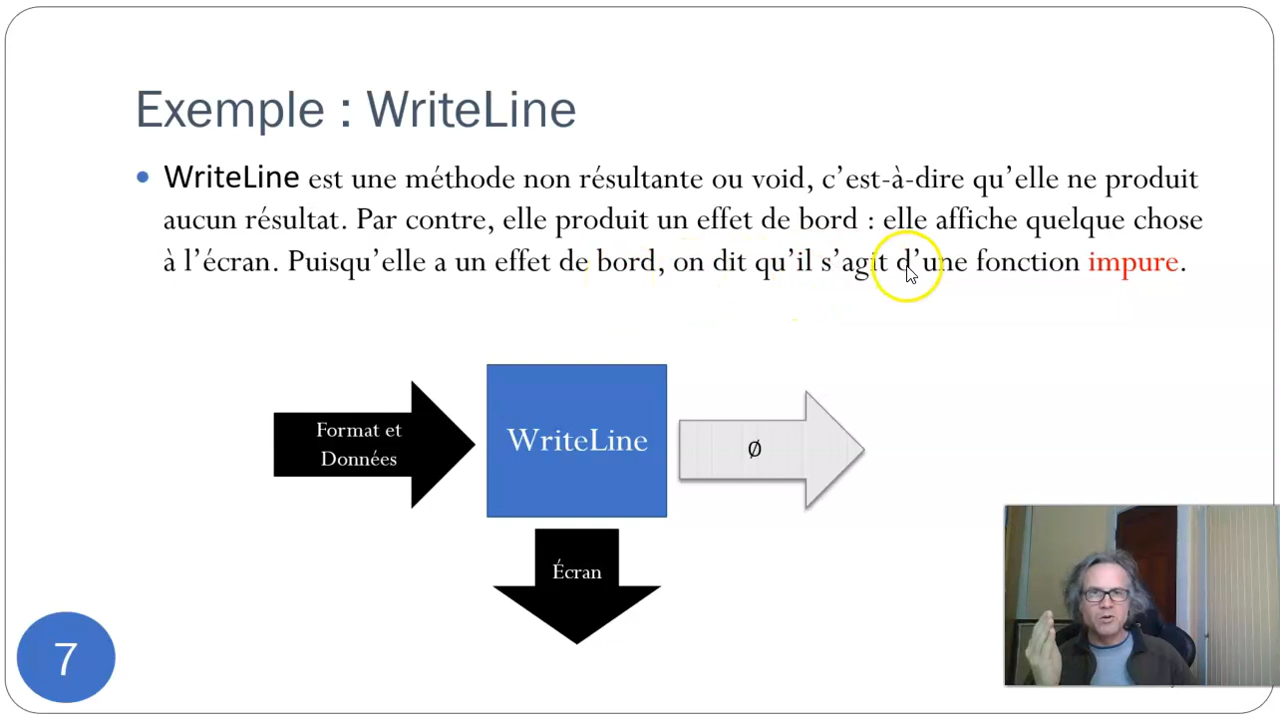 Exemple : WriteLine
WriteLine est une méthode non résultante ou void, c’est-à-dire qu’elle ne produit
aucun résultat. Par contre, elle produit un effet de bord : elle affiche quelque chose
à l’écran. Puisqu’elle a un effet de bord, on dit qu’il s’agit d’une fonction impure.
Format et
Données
WriteLine
Ø
Écran
7